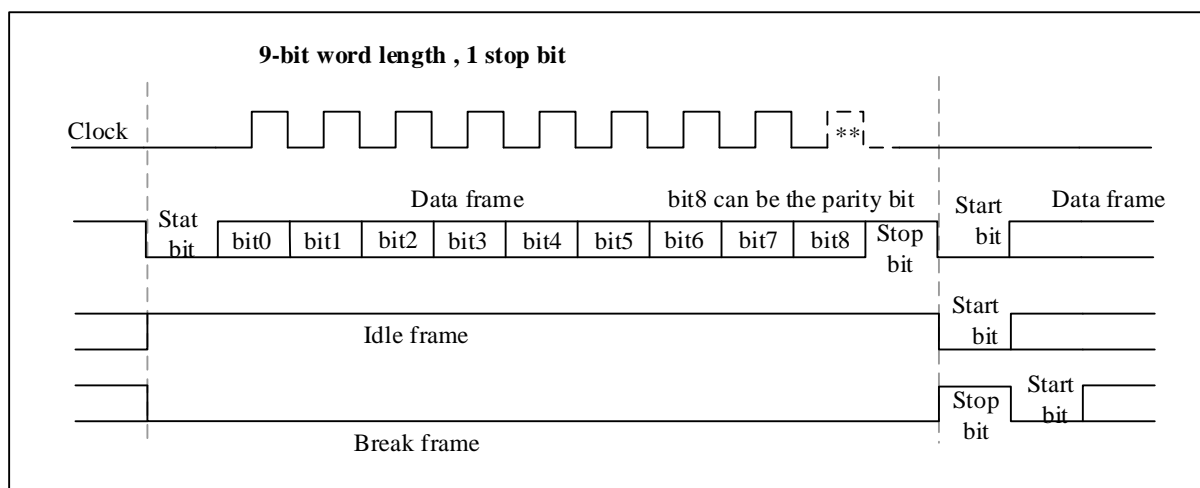 9-bit word length , 1 stop bit
Clock
**
Data frame
bit8 can be the parity bit
Data frame
Stat
bit
bit0
bit1
bit2
bit3
bit4
bit5
bit6
bit7
bit8
Stop
bit
Start
bit
Idle frame
Start
bit
Break frame
Stop
bit
Start
bit